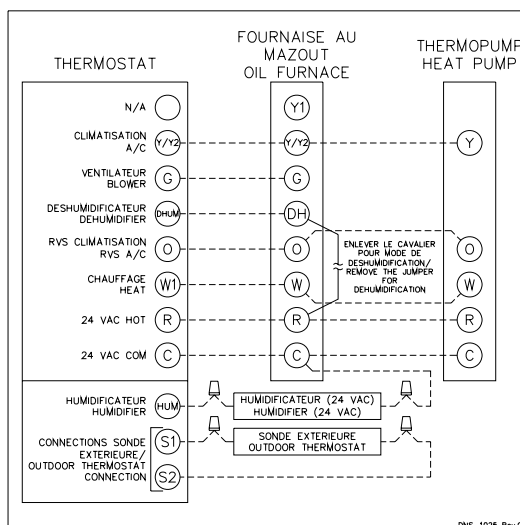 THERMOSTAT
FOURNAISE AU
MAZOUT
OIL FURNACE
THERMOPUMP
HEAT PUMP
N/A
Y1
CLIMATISATION
A/C
Y/Y2
Y/Y2
Y
VENTILATEUR
BLOWER
G
G
DESHUMIDIFICATEUR
DEHUMIDIFIER
DHUM
DH
RVS CLIMATISATION
RVS A/C
O
O
O
ENLEVER LE CAVALIER
POUR MODE DE
DESHUMIDIFICATION/
REMOVE THE JUMPER
FOR
DEHUMIDIFICATION
CHAUFFAGE
HEAT
W1
W
W
24 VAC HOT
R
R
R
24 VAC COM
C
C
C
HUMIDIFICATEUR
HUMIDIFIER
HUM
HUMIDIFICATEUR (24 VAC)
HUMIDIFIER (24 VAC)
CONNECTIONS SONDE
EXTERIEURE/
OUTDOOR THERMOSTAT
CONNECTION
S1
S2
SONDE EXTERIEURE
OUTDOOR THERMOSTAT